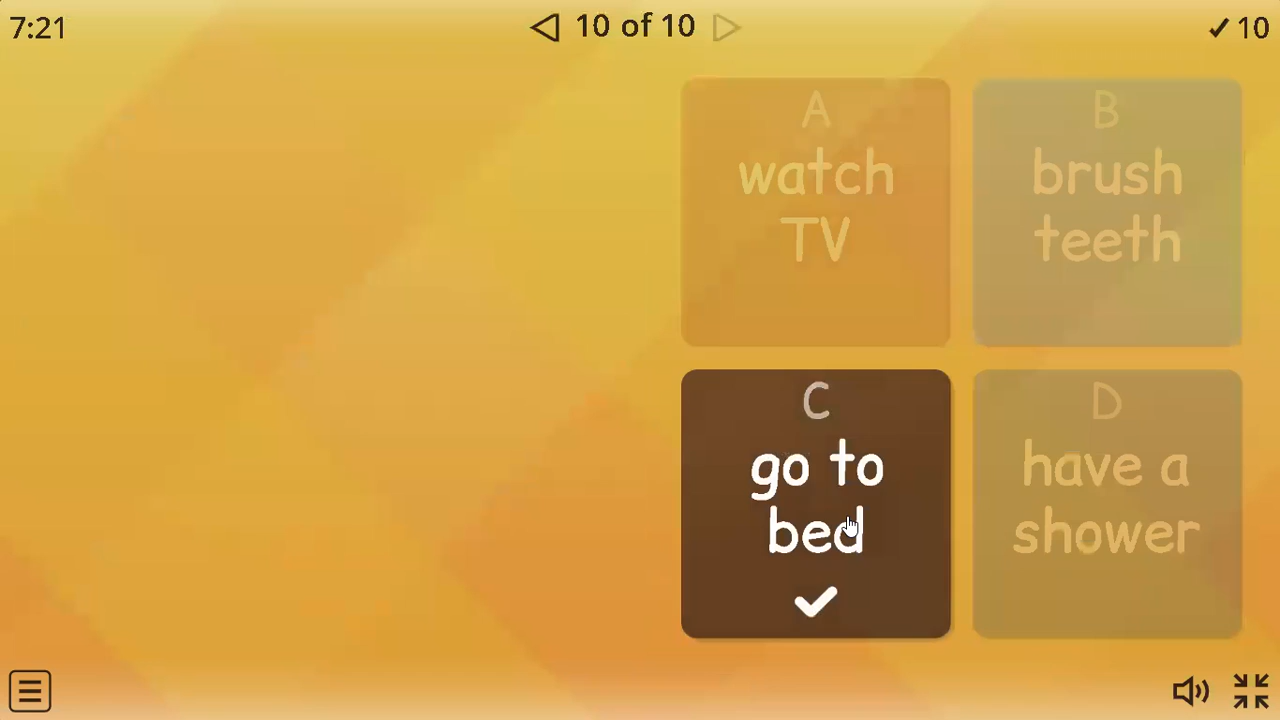 7:21
10 of 10
10
A
watch
TV
B
brush
teeth
C
go to
bed
D
have a
shower